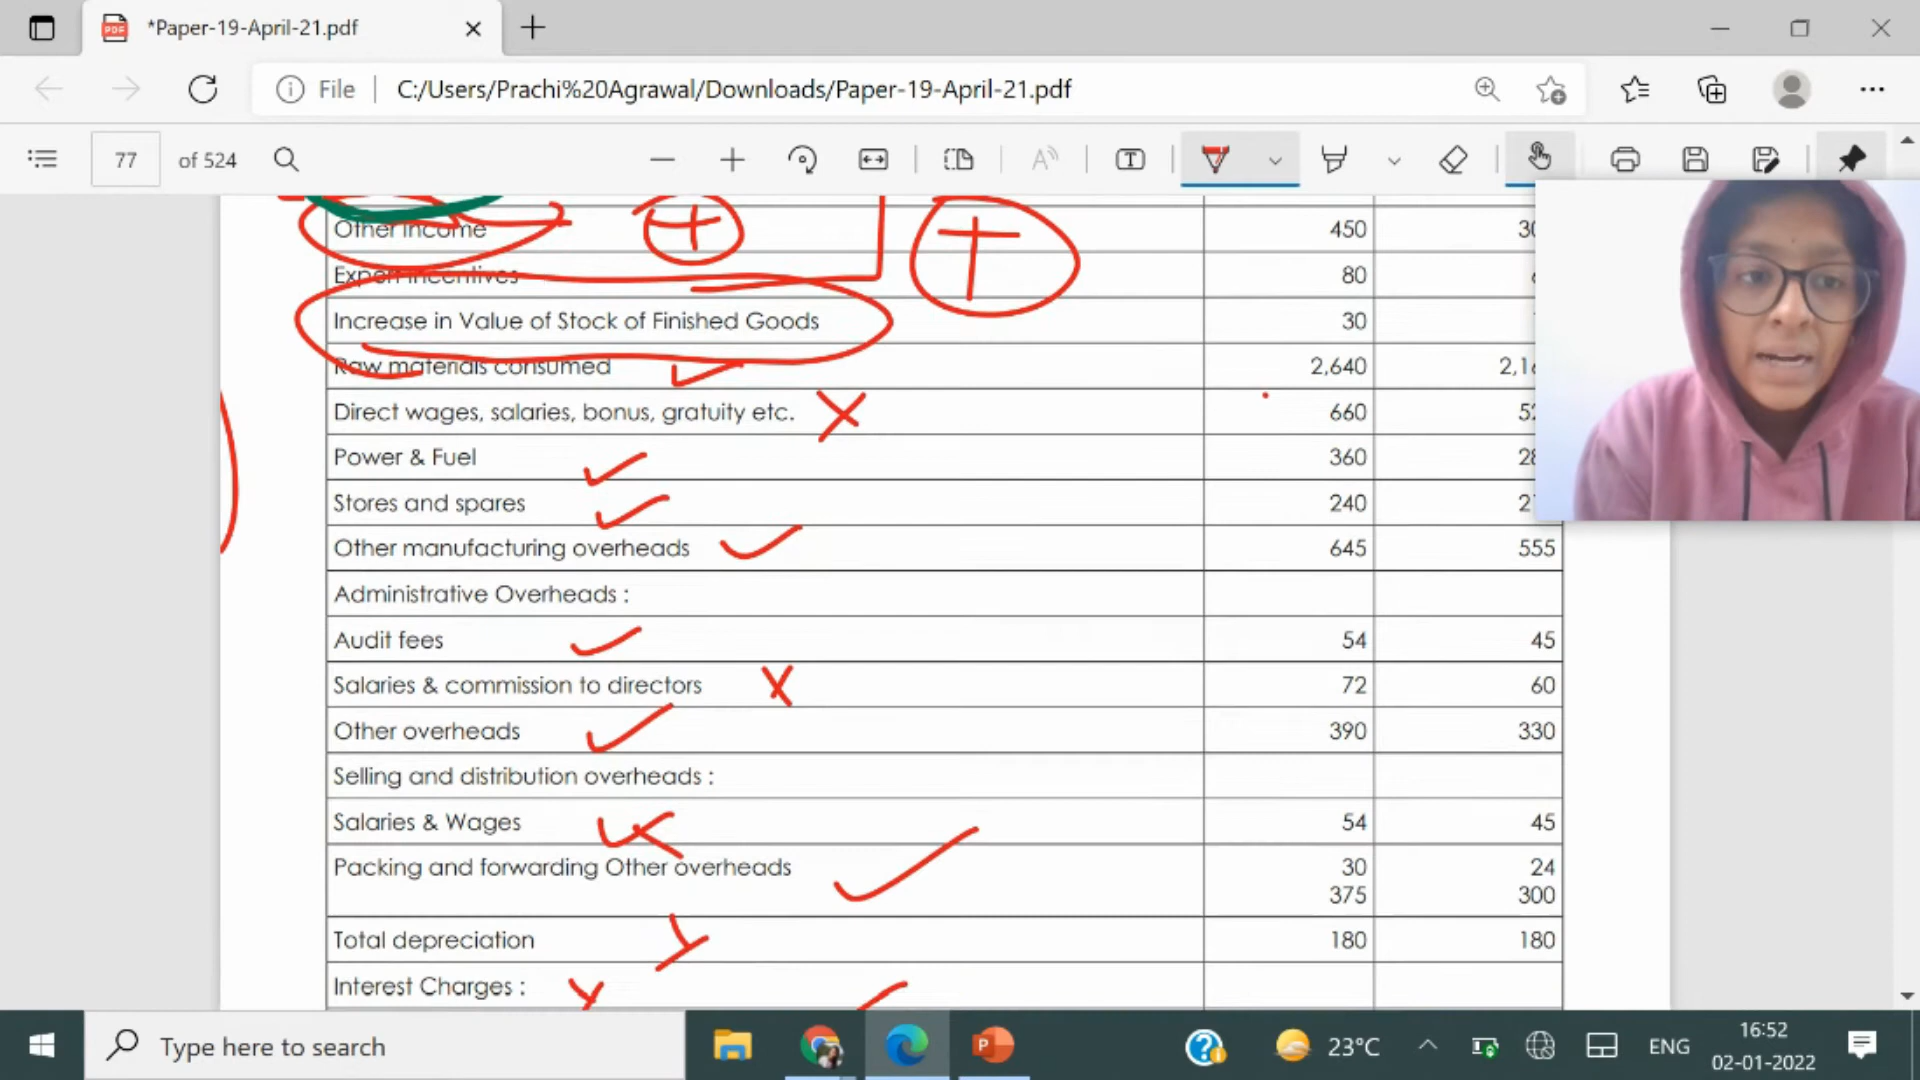 *Paper-19-April-21.pdf
File C:/Users/Prachi%20Agrawal/Downloads/Paper-19-April-21.pdf
77 of 524
Other Income 450
Export Incentives 80
Increase in Value of Stock of Finished Goods 30
Raw materials consumed 2,640
Direct wages, salaries, bonus, gratuity etc. 660
Power & Fuel 360
Stores and spares 240
Other manufacturing overheads 645 555
Administrative Overheads :
Audit fees 54 45
Salaries & commission to directors 72 60
Other overheads 390 330
Selling and distribution overheads :
Salaries & Wages 54 45
Packing and forwarding Other overheads 30 24
375 300
Total depreciation 180 180
Interest Charges :
Type here to search
23°C
ENG
16:52
02-01-2022